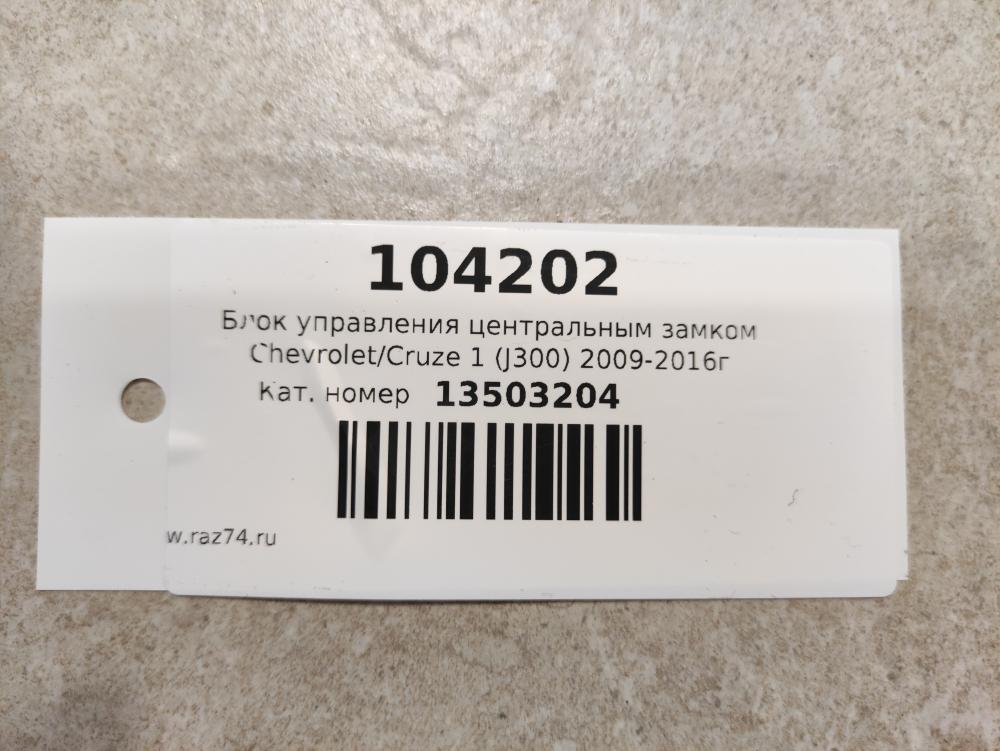 104202
Блок управления центральным замком
Chevrolet/Cruze 1 (J300) 2009-2016г
Кат. номер 13503204
w.raz74.ru